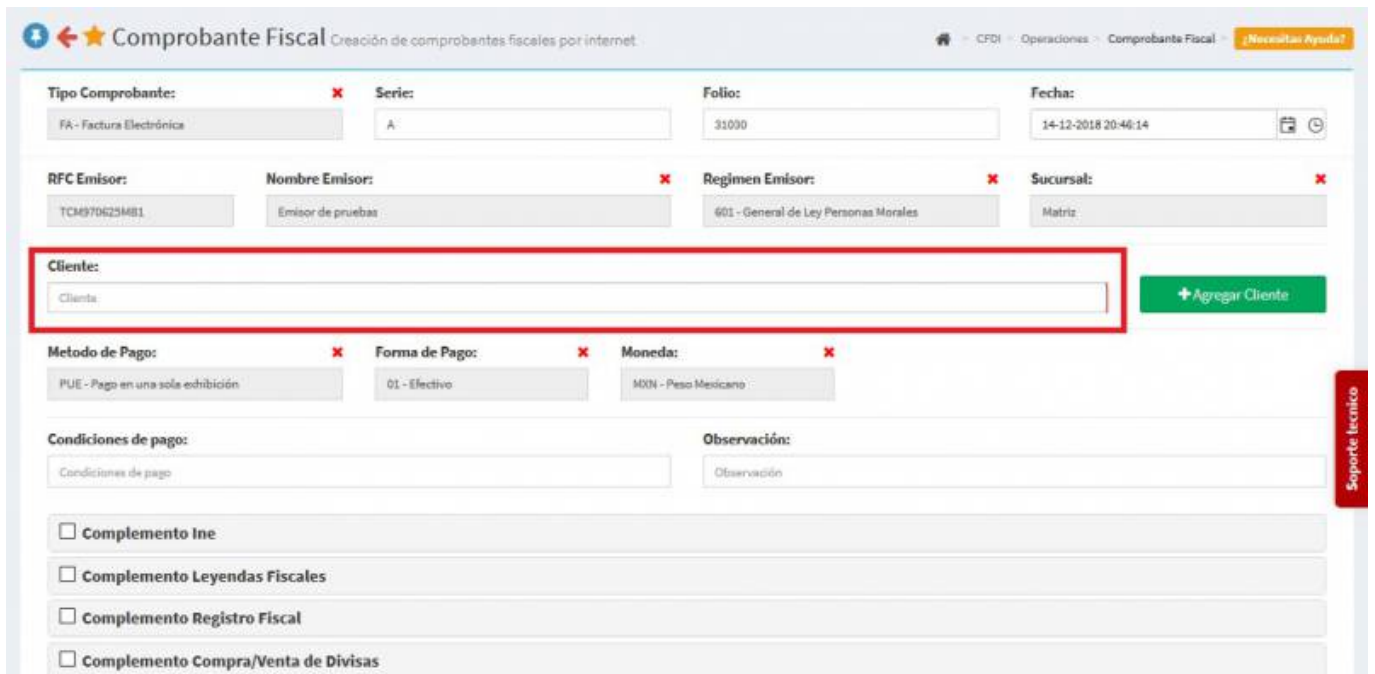 Comprobante Fiscal Creación de comprobantes fiscales por internet
CFDI Operaciones Comprobante Fiscal ¿Necesitas Ayuda?
Tipo Comprobante: Serie: Folio: Fecha:
FA - Factura Electrónica A 31030 14-12-2018 20:46:14
RFC Emisor: Nombre Emisor: Regimen Emisor: Sucursal:
TCM970625MB1 Emisor de pruebas 601 - General de Ley Personas Morales Matriz
Cliente:
Cliente
Agregar Cliente
Metodo de Pago: Forma de Pago: Moneda:
PUE - Pago en una sola exhibición 01 - Efectivo MXN - Peso Mexicano
Soporte tecnico
Condiciones de pago: Observación:
Condiciones de pago Observación
Complemento Ine
Complemento Leyendas Fiscales
Complemento Registro Fiscal
Complemento Compra/Venta de Divisas